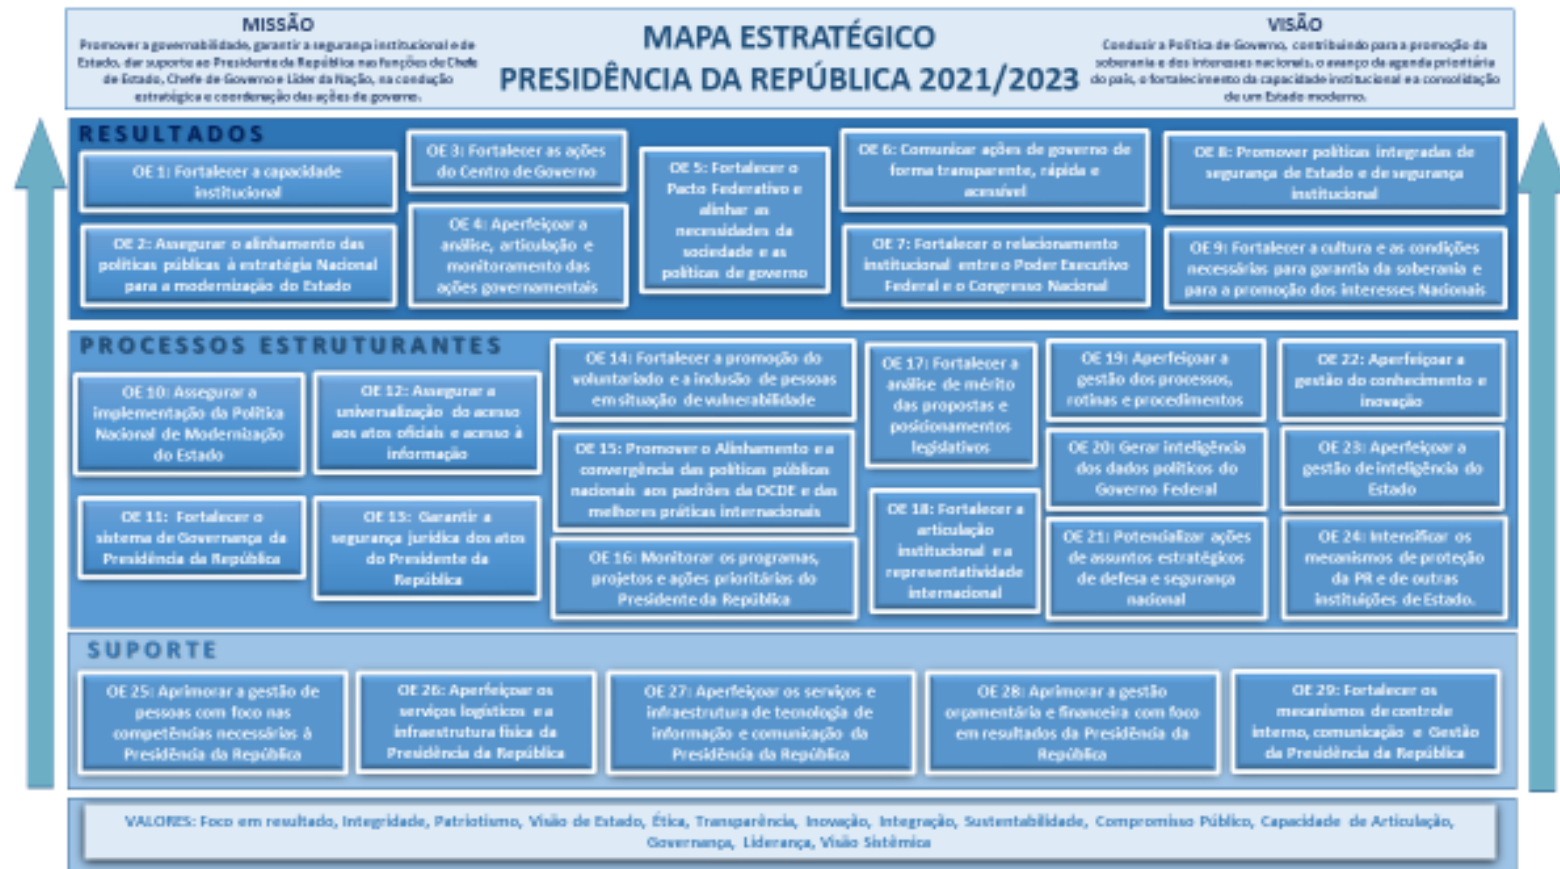 MISSÃO
Promover a governabilidade, garantir a segurança institucional e de
Estado, dar suporte ao Presidente da República nas funções de Chefe
de Estado, Chefe de Governo e Líder da Nação, na condução
estratégica e coordenação das ações de governo.
MAPA ESTRATÉGICO
PRESIDÊNCIA DA REPÚBLICA 2021/2023
VISÃO
Conduzir a Política de Governo, contribuindo para a promoção da
soberania e dos interesses nacionais, o avanço da agenda prioritária
do país, o fortalecimento da capacidade institucional e a consolidação
de um Estado moderno.
RESULTADOS
OE 1: Fortalecer a capacidade
institucional
OE 2: Assegurar o alinhamento das
políticas públicas à estratégia Nacional
para a modernização do Estado
OE 3: Fortalecer as ações
do Centro de Governo
OE 4: Aperfeiçoar a
análise, articulação e
monitoramento das
ações governamentais
OE 5: Fortalecer o
Pacto Federativo e
alinhar as
necessidades da
sociedade e as
políticas de governo
OE 6: Comunicar ações de governo de
forma transparente, rápida e
acessível
OE 7: Fortalecer o relacionamento
institucional entre o Poder Executivo
Federal e o Congresso Nacional
OE 8: Promover políticas integradas de
segurança de Estado e de segurança
institucional
OE 9: Fortalecer a cultura e as condições
necessárias para garantia da soberania e
para a promoção dos interesses Nacionais
PROCESSOS ESTRUTURANTES
OE 10: Assegurar a
implementação da Política
Nacional de Modernização
do Estado
OE 11: Fortalecer o
sistema de Governança da
Presidência da República
OE 12: Assegurar a
universalização do acesso
aos atos oficiais e acesso à
informação
OE 13: Garantir a
segurança jurídica dos atos
do Presidente da
República
OE 14: Fortalecer a promoção do
voluntariado e a inclusão de pessoas
em situação de vulnerabilidade
OE 15: Promover o Alinhamento e a
convergência das políticas públicas
nacionais aos padrões da OCDE e das
melhores práticas internacionais
OE 16: Monitorar os programas,
projetos e ações prioritárias do
Presidente da República
OE 17: Fortalecer a
análise de mérito
das propostas e
posicionamentos
legislativos
OE 18: Fortalecer a
articulação
institucional e a
representatividade
internacional
OE 19: Aperfeiçoar a
gestão dos processos,
rotinas e procedimentos
OE 20: Gerar inteligência
dos dados políticos do
Governo Federal
OE 21: Potencializar ações
de assuntos estratégicos
de defesa e segurança
nacional
OE 22: Aperfeiçoar a
gestão do conhecimento e
inovação
OE 23: Aperfeiçoar a
gestão de inteligência do
Estado
OE 24: Intensificar os
mecanismos de proteção
da PR e de outras
instituições de Estado.
SUPORTE
OE 25: Aprimorar a gestão de
pessoas com foco nas
competências necessárias à
Presidência da República
OE 26: Aperfeiçoar os
serviços logísticos e a
infraestrutura física da
Presidência da República
OE 27: Aperfeiçoar os serviços e
infraestrutura de tecnologia de
informação e comunicação da
Presidência da República
OE 28: Aprimorar a gestão
orçamentária e financeira com foco
em resultados da Presidência da
República
OE 29: Fortalecer os
mecanismos de controle
interno, comunicação e Gestão
da Presidência da República
VALORES: Foco em resultado, Integridade, Patriotismo, Visão de Estado, Ética, Transparência, Inovação, Integração, Sustentabilidade, Compromisso Público, Capacidade de Articulação,
Governança, Liderança, Visão Sistêmica